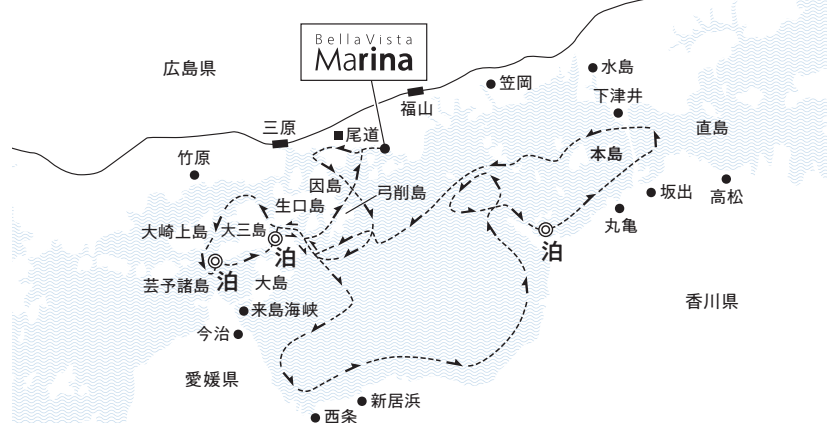 BellaVista
Marina
広島県
笠岡
水島
福山
下津井
三原
尾道
直島
本島
竹原
因島
弓削島
坂出
高松
生口島
丸亀
大崎上島
大三島
泊
泊
芸予諸島
泊
大島
来島海峡
香川県
今治
愛媛県
新居浜
西条